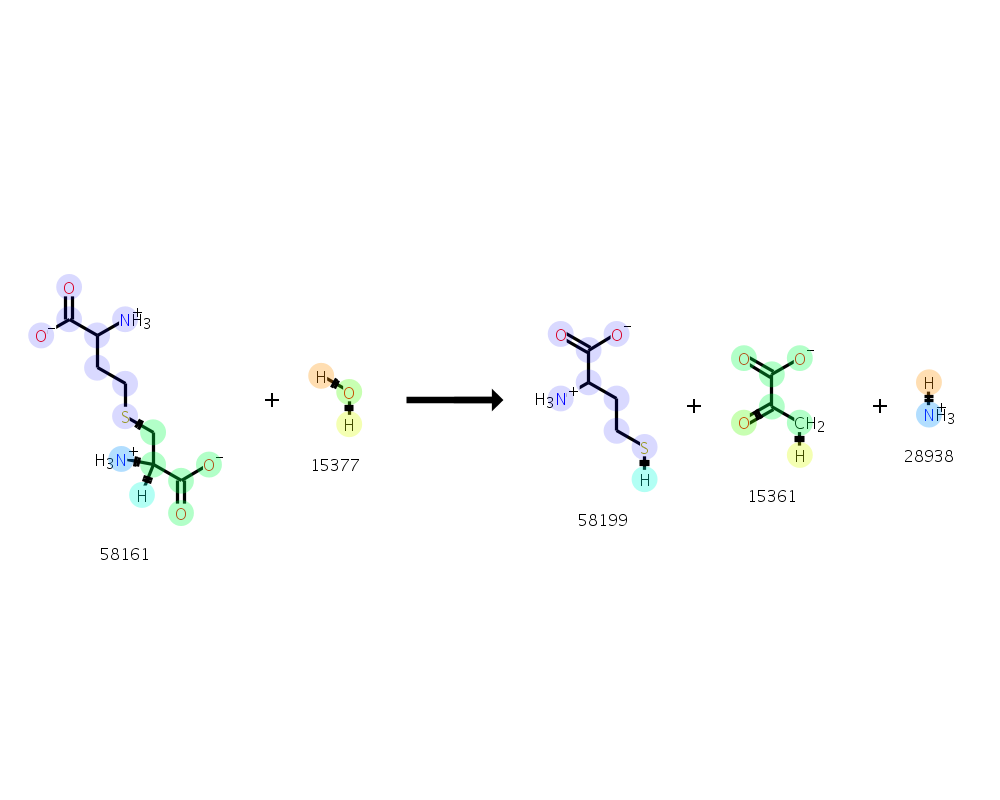 O
O⁻
NH₃⁺
S
H₃N⁺
O⁻
H
O
58161
+
H
O
H
15377
O
O⁻
H₃N⁺
S
H
58199
+
O
O⁻
O
CH₂
H
15361
+
H
NH₃⁺
28938